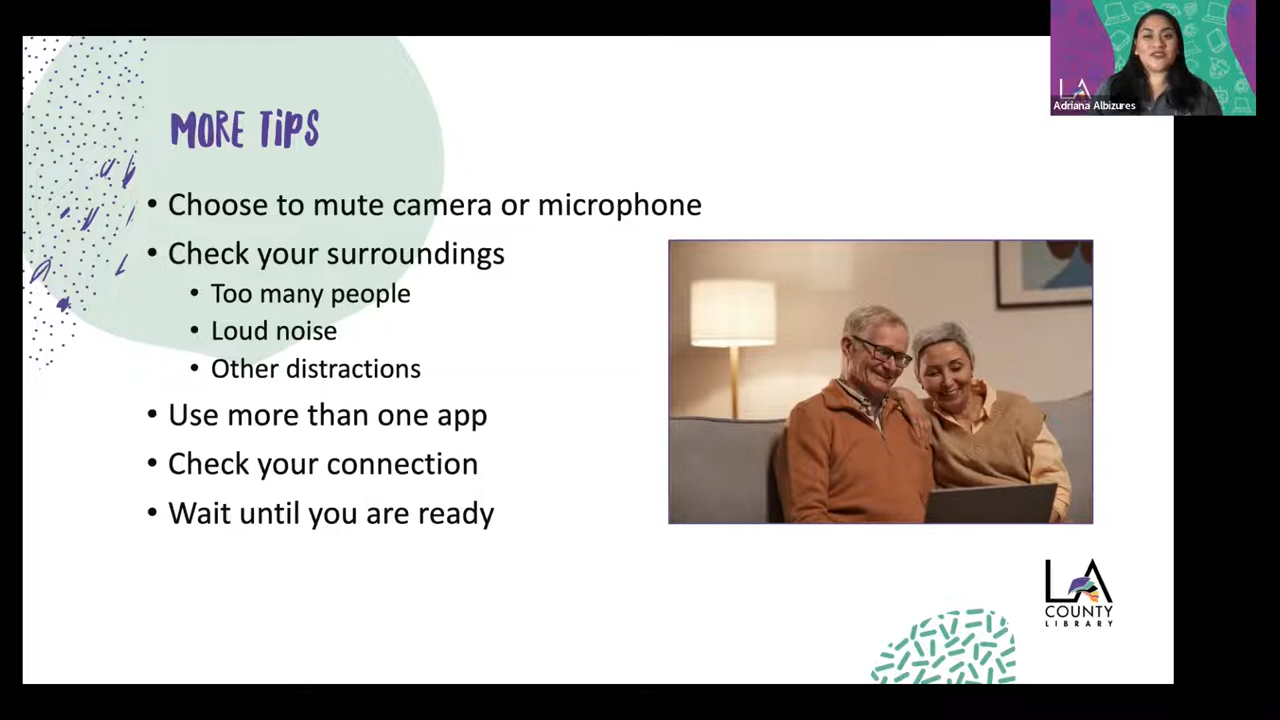 LA
Adriana Albizures
MORE TiPS
• Choose to mute camera or microphone
• Check your surroundings
• Too many people
• Loud noise
• Other distractions
• Use more than one app
• Check your connection
• Wait until you are ready
LA
COUNTY
LIBRARY